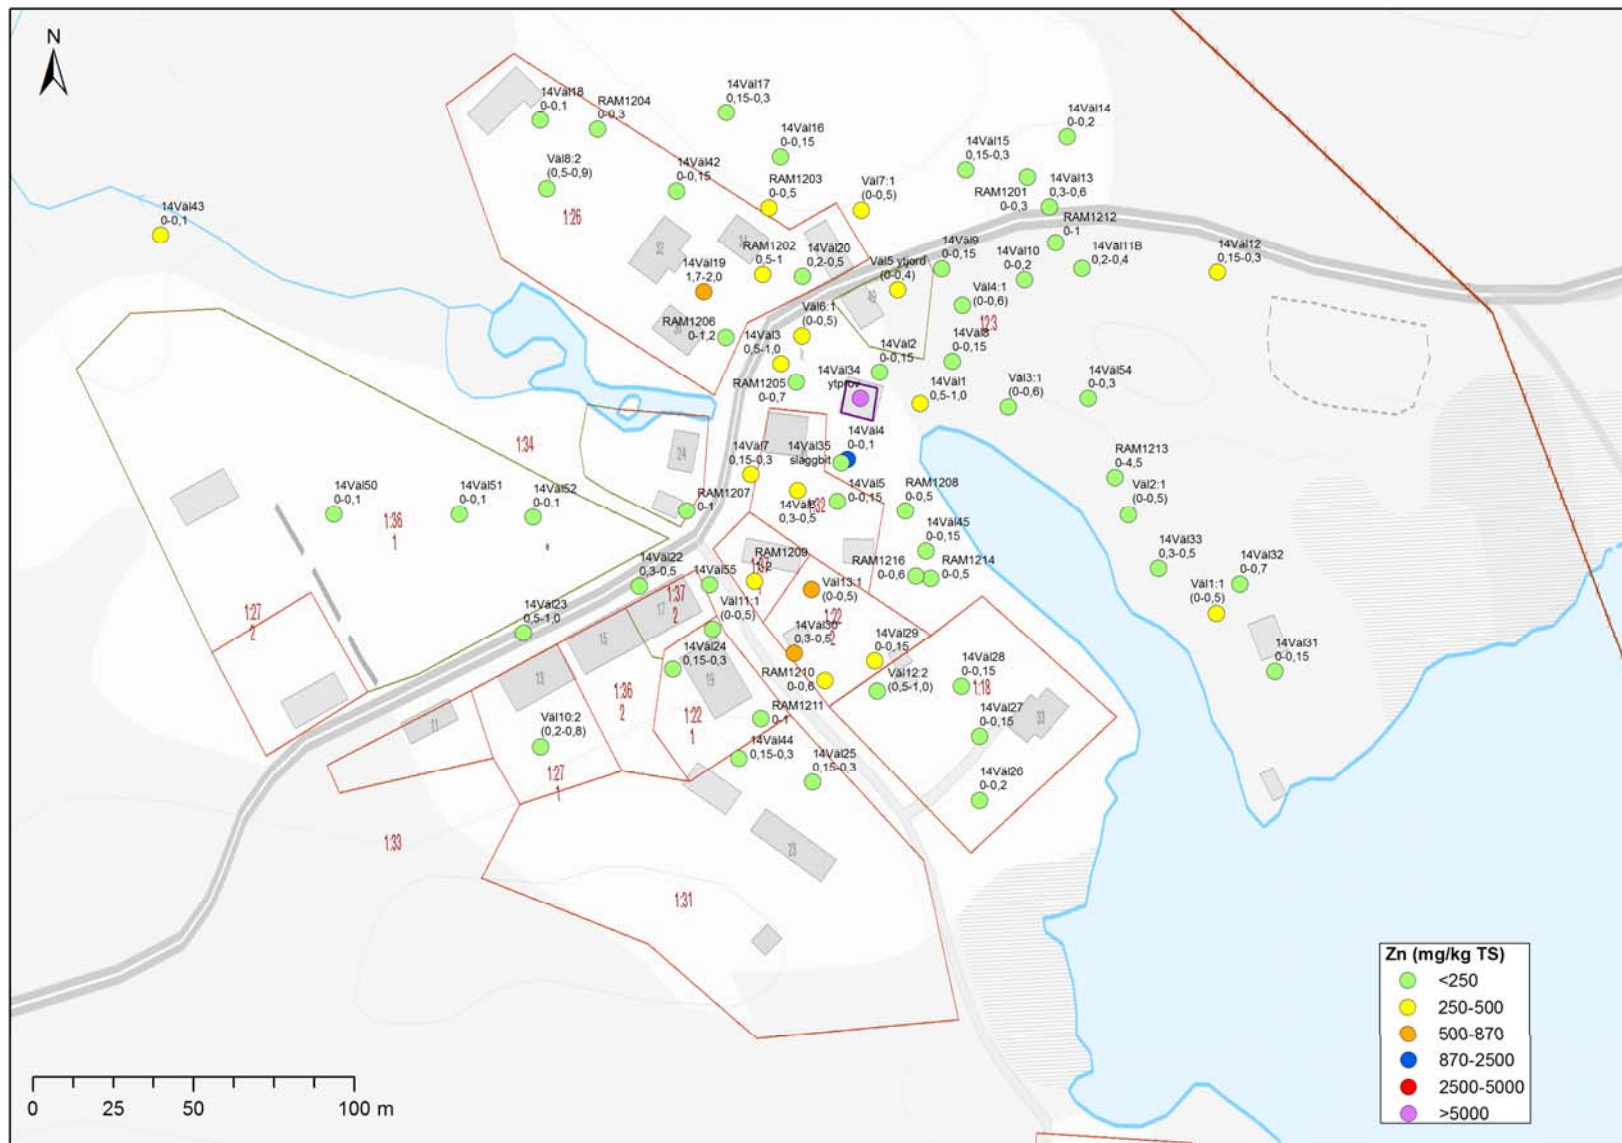 N
14Väl18
0-0,1
RAM1204
0-0,3
14Väl17
0,15-0,3
14Väl16
0-0,15
14Väl14
0-0,2
14Väl15
0,15-0,3
Väl8:2
(0,5-0,9)
14Väl42
0-0,15
RAM1203
0-0,5
Väl7:1
(0-0,5)
RAM1201
0-0,3
14Väl13
0,3-0,6
14Väl43
0-0,1
1:26
RAM1212
0-1
14Väl19
1,7-2,0
RAM1202
0,5-1
14Väl20
0,2-0,5
Väl5 ytjord
(0-0,4)
14Väl9
0-0,15
14Väl10
0-0,2
14Väl11B
0,2-0,4
14Väl12
0,15-0,3
RAM1206
0-1,2
14Väl3
0,5-1,0
Väl6:1
(0-0,5)
Väl4:1
(0-0,6)
12:3
14Väl2
0-0,15
14Väl8
0-0,15
RAM1205
0-0,7
14Väl34
ytprov
14Väl1
0,5-1,0
Väl3:1
(0-0,6)
14Väl54
0-0,3
1:34
24
14Väl7
0,15-0,3
14Väl35
slaggbit
14Väl4
0-0,1
RAM1213
0-4,5
Väl2:1
(0-0,5)
14Väl50
0-0,1
14Väl51
0-0,1
14Väl52
0-0,1
RAM1207
0-1
0,3-0,5
1:32
14Väl5
0-0,15
RAM1208
0-0,5
1:36
1
14Väl45
0-0,15
14Väl33
0,3-0,5
14Väl32
0-0,7
14Väl22
0,3-0,5
14Väl55
RAM1209
RAM1216
0-0,6
RAM1214
0-0,5
Väl1:1
(0-0,5)
1:27
2
14Väl23
0,5-1,0
17
1:37
2
Väl11:1
(0-0,5)
Väl13:1
(0-0,5)
1:22
2
15
14Väl30
0,3-0,5
14Väl29
0-0,15
14Väl31
0-0,15
13
14Väl24
0,15-0,3
19
RAM1210
0-0,6
Väl12:2
(0,5-1,0)
14Väl28
0-0,15
1:18
1:36
2
1:22
1
RAM1211
0-1
14Väl27
0-0,15
11
Väl10:2
(0,2-0,8)
14Väl44
0,15-0,3
14Väl25
0,15-0,3
14Väl26
0-0,2
1:27
1
1:33
23
1:31
Zn (mg/kg TS)
<250
250-500
500-870
870-2500
2500-5000
>5000
0 25 50 100 m